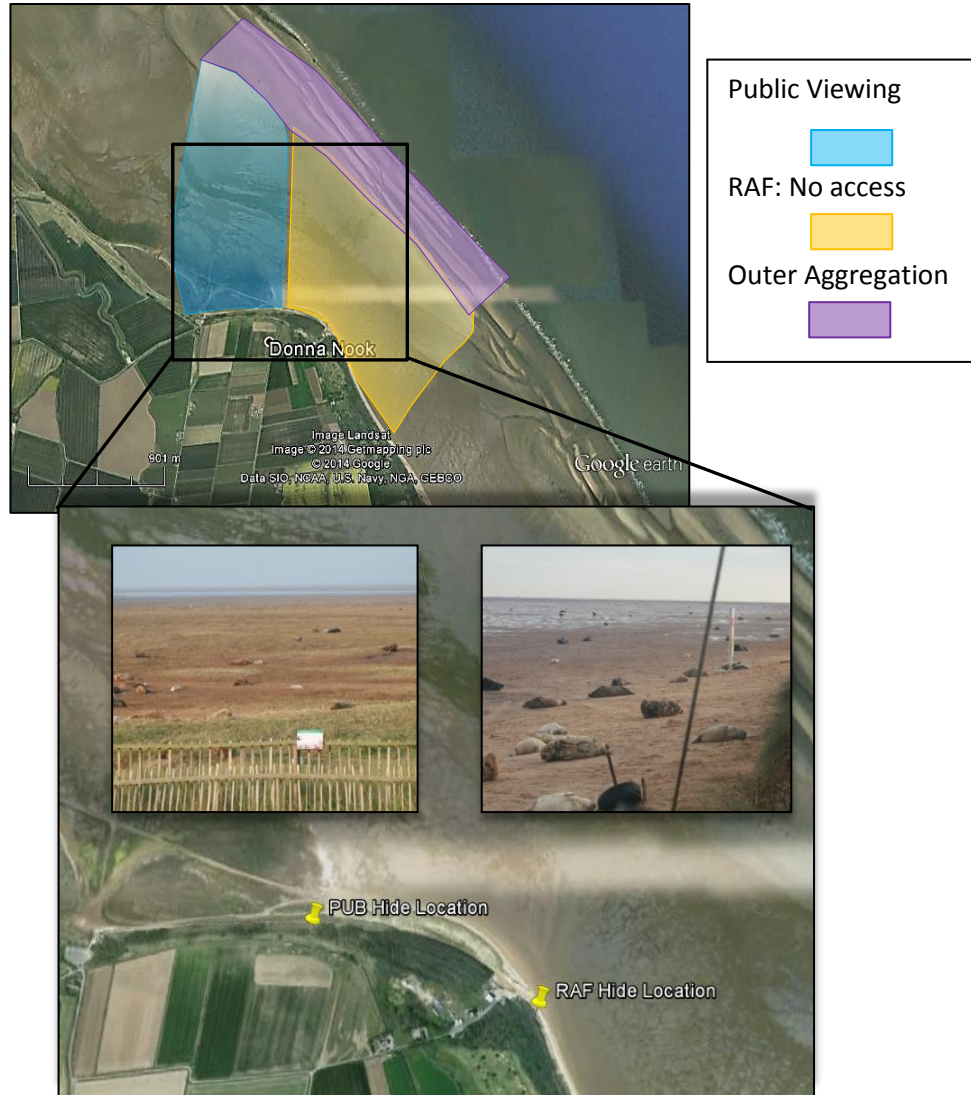 Public Viewing
RAF: No access
Outer Aggregation
Donna Nook
Image Landsat
Image © 2014 Getmapping plc
© 2014 Google
Data SIO, NOAA, U.S. Navy, NGA, GEBCO
901 m
Google earth
PUB Hide Location
RAF Hide Location